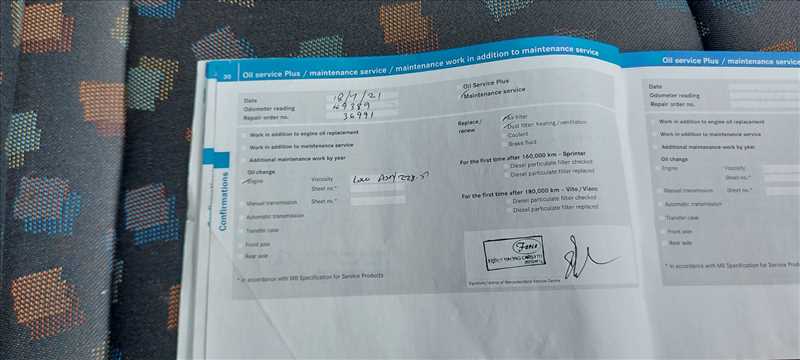 30 Oil service Plus / maintenance service / maintenance work in addition to maintenance service
Date 18/7/21
Odometer reading 69389
Repair order no. 36991
Work in addition to engine oil replacement
Work in addition to maintenance service
Additional maintenance work by year
Oil change
Engine Viscosity Low
Sheet no.*
Manual transmission Sheet no.*
Automatic transmission
Transfer case
Front axle
Rear axle
* in accordance with MB Specification for Service Products
Oil Service Plus
Maintenance service
Replace/ renew
Air filter
Dust filter: heating/ventilation
Coolant
Brake fluid
For the first time after 160,000 km - Sprinter
Diesel particulate filter checked
Diesel particulate filter replaced
For the first time after 180,000 km - Vito/Viano
Diesel particulate filter checked
Diesel particulate filter replaced
Confirmations
Oil service Plus / maintenance service
Date
Odometer reading
Repair order no.
Work in addition to engine oil replacement
Work in addition to maintenance service
Additional maintenance work by year
Oil change
Engine Viscosity
Sheet no.*
Manual transmission Sheet no.*
Automatic transmission
Transfer case
Front axle
Rear axle
* in accordance with MB Specification for Service Produc